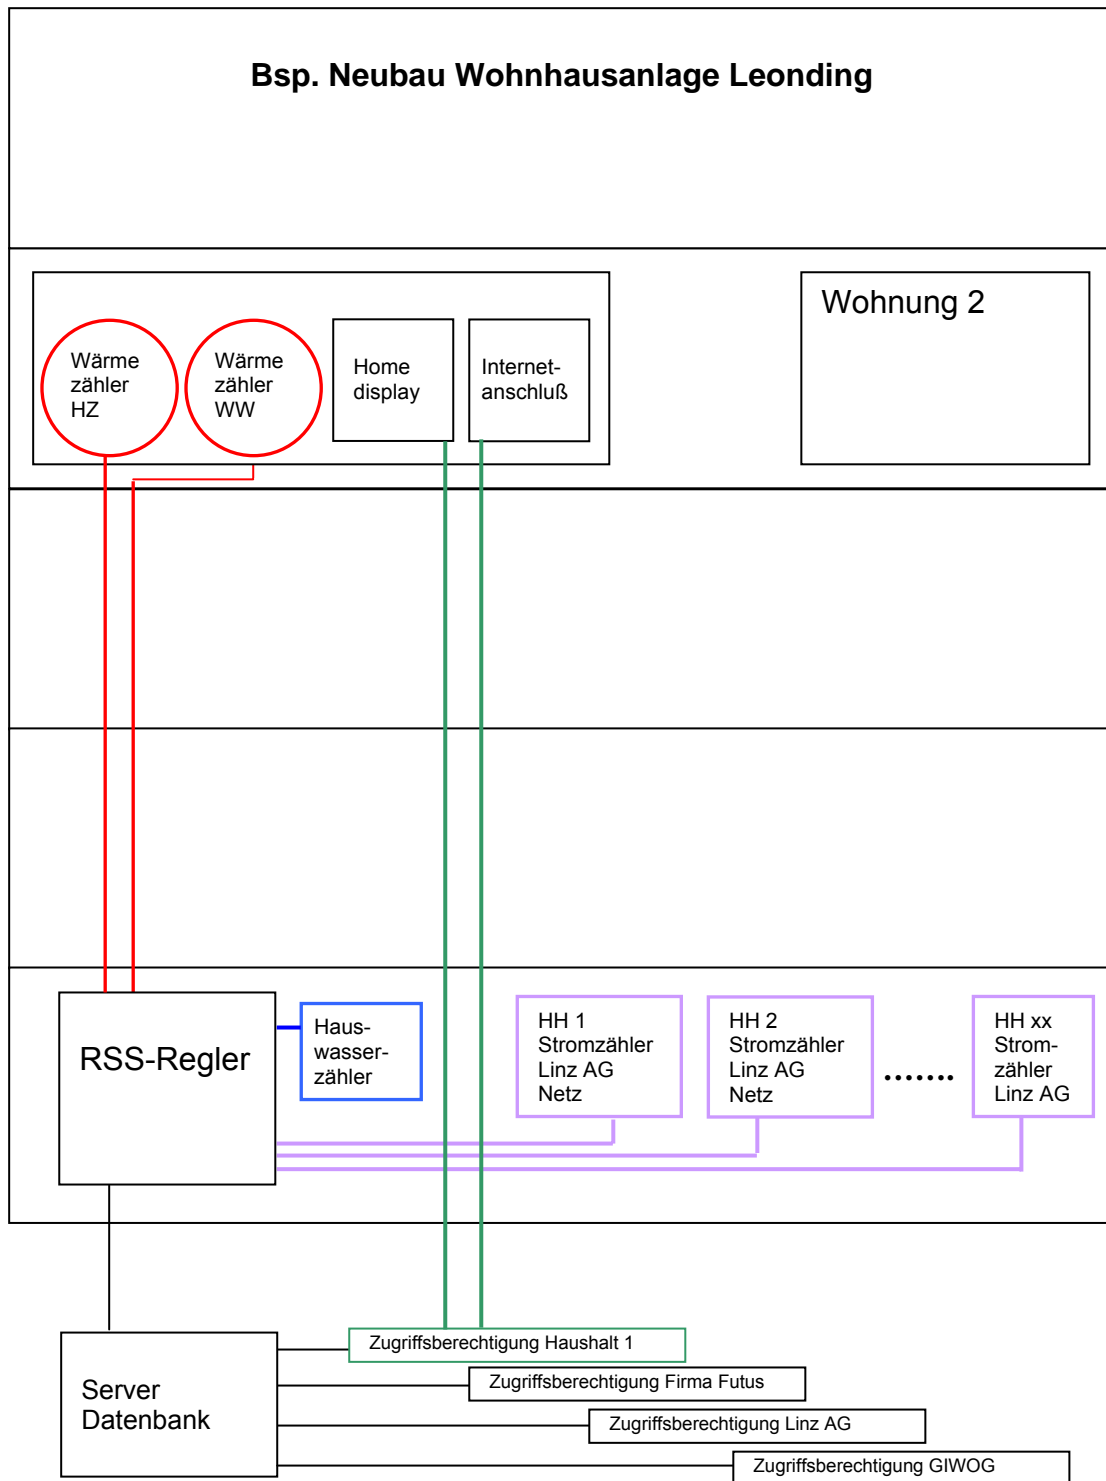 Bsp. Neubau Wohnhausanlage Leonding
Wärme
zähler
HZ
Wärme
zähler
WW
Home
display
Internet-
anschluß
Wohnung 2
RSS-Regler
Haus-
wasser-
zähler
HH 1
Stromzähler
Linz AG
Netz
HH 2
Stromzähler
Linz AG
Netz
.......
HH xx
Strom-
zähler
Linz AG
Server
Datenbank
Zugriffsberechtigung Haushalt 1
Zugriffsberechtigung Firma Futus
Zugriffsberechtigung Linz AG
Zugriffsberechtigung GIWOG